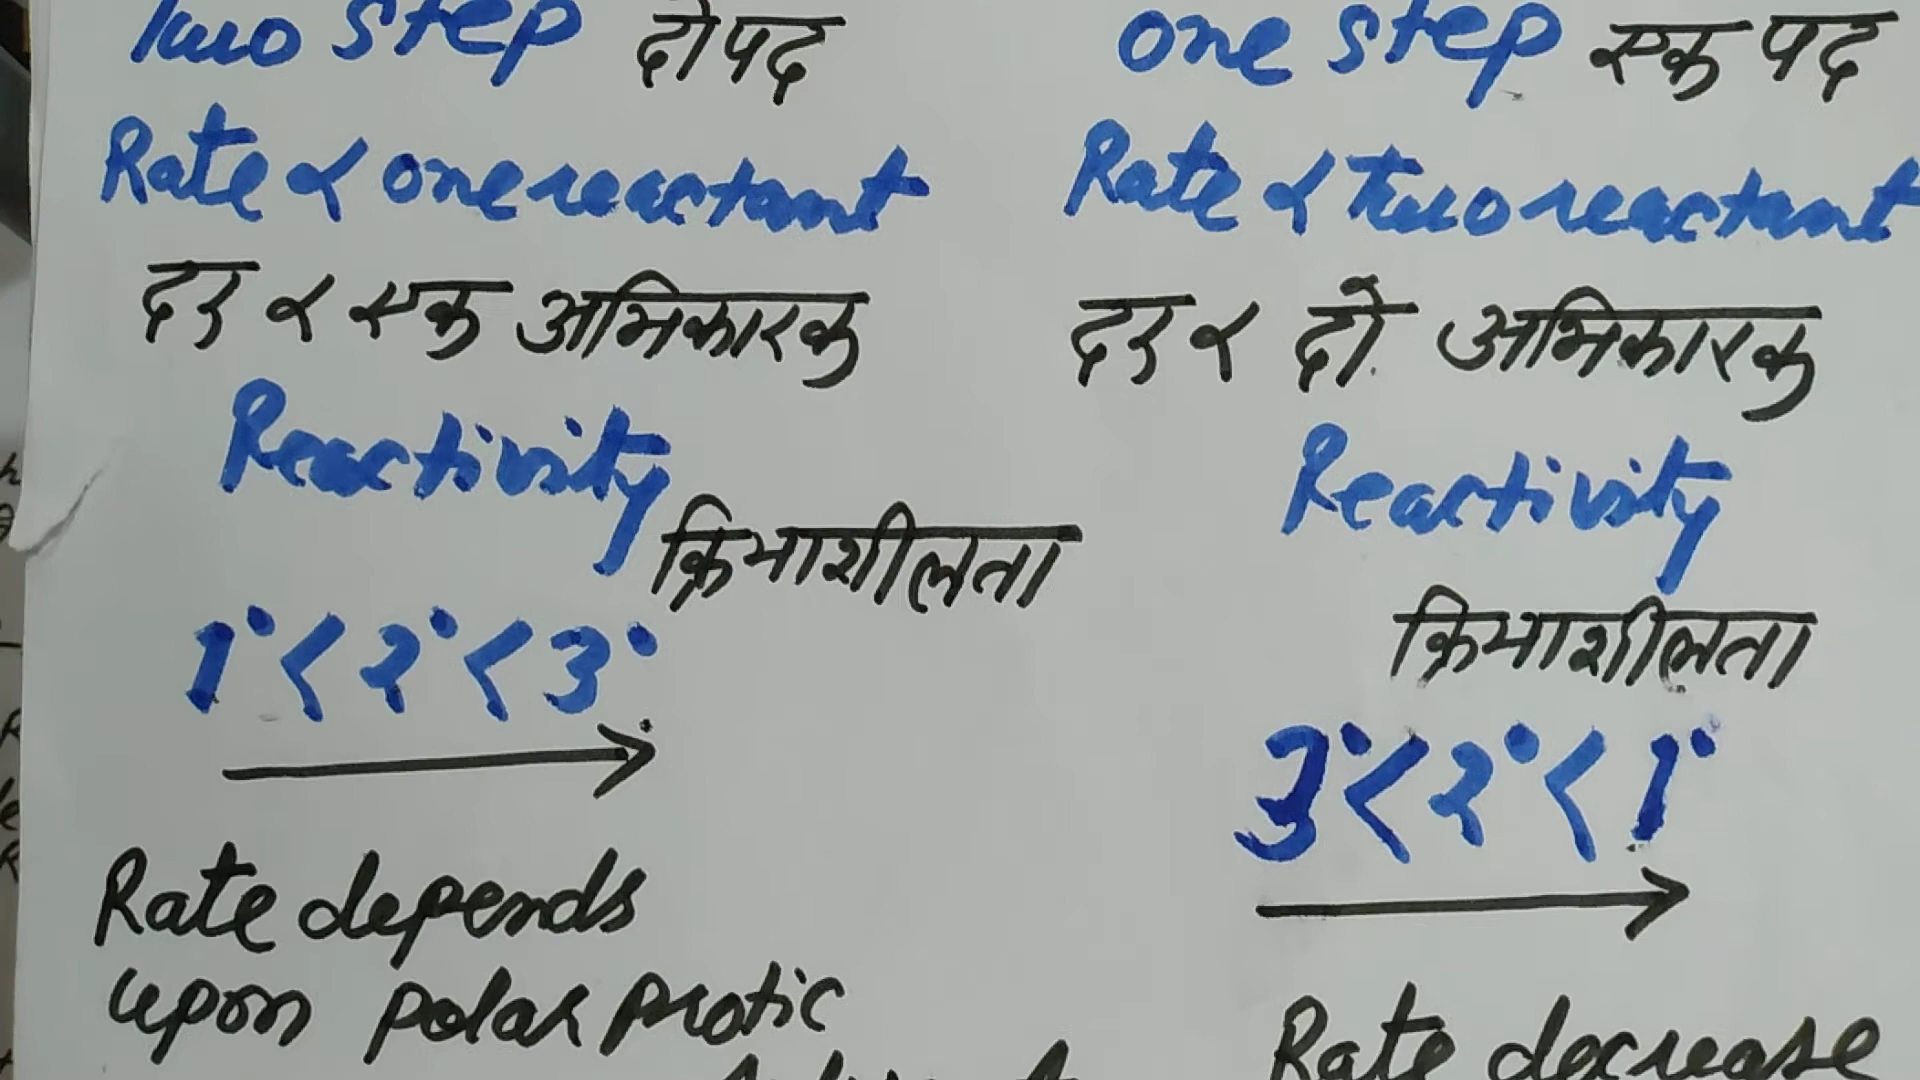 Two step दो पद
Rate α one reactant
दर α एक अभिकारक
Reactivity
क्रियाशीलता
1° < 2° < 3°
Rate depends
upon polar protic
one step एक पद
Rate α Two reactant
दर α दो अभिकारक
Reactivity
क्रियाशीलता
3° < 2° < 1°
Rate decrease